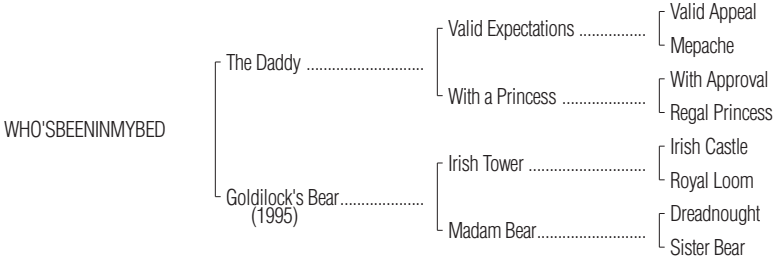 Valid Appeal
Valid Expectations ................
Mepache
The Daddy ............................
With Approval
With a Princess ....................
Regal Princess
WHO'SBEENINMYBED
Irish Castle
Irish Tower ............................
Royal Loom
Goldilock's Bear....................
(1995)
Dreadnought
Madam Bear..........................
Sister Bear